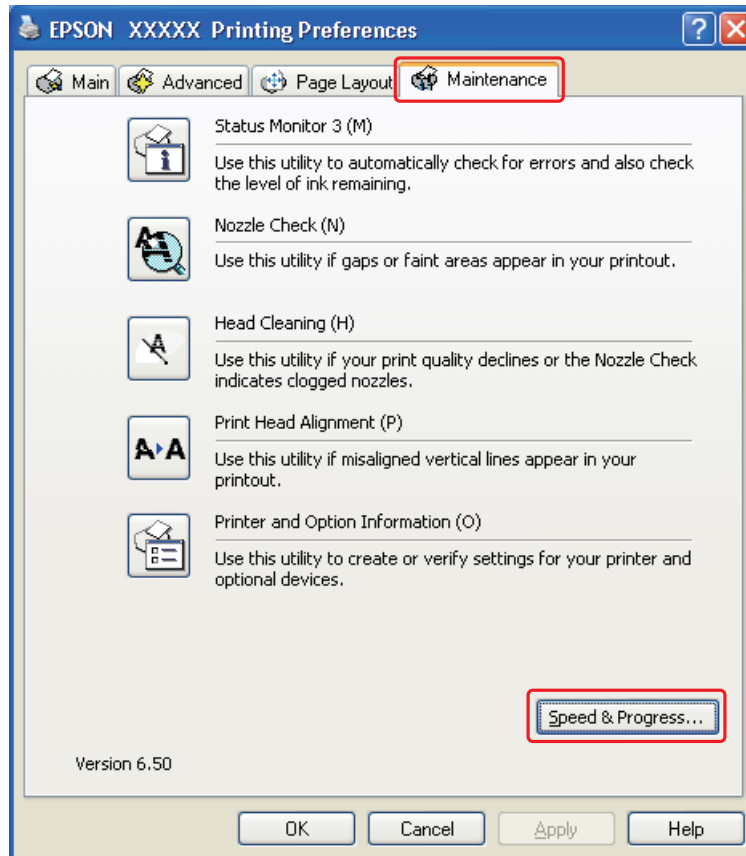 EPSON XXXXX Printing Preferences
Main Advanced Page Layout Maintenance
Status Monitor 3 (M)
Use this utility to automatically check for errors and also check
the level of ink remaining.
Nozzle Check (N)
Use this utility if gaps or faint areas appear in your printout.
Head Cleaning (H)
Use this utility if your print quality declines or the Nozzle Check
indicates clogged nozzles.
Print Head Alignment (P)
Use this utility if misaligned vertical lines appear in your
printout.
Printer and Option Information (O)
Use this utility to create or verify settings for your printer and
optional devices.
Speed & Progress...
Version 6.50
OK Cancel Apply Help